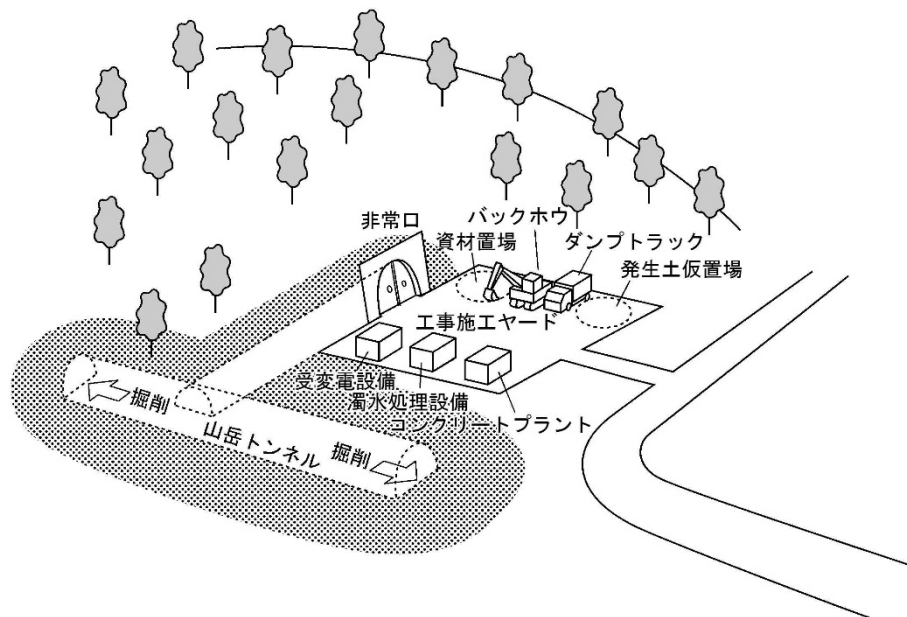 非常口
バックホウ
資材置場
ダンプトラック
発生土仮置場
工事施工ヤード
受変電設備
濁水処理設備
コンクリートプラント
掘削
山岳トンネル
掘削